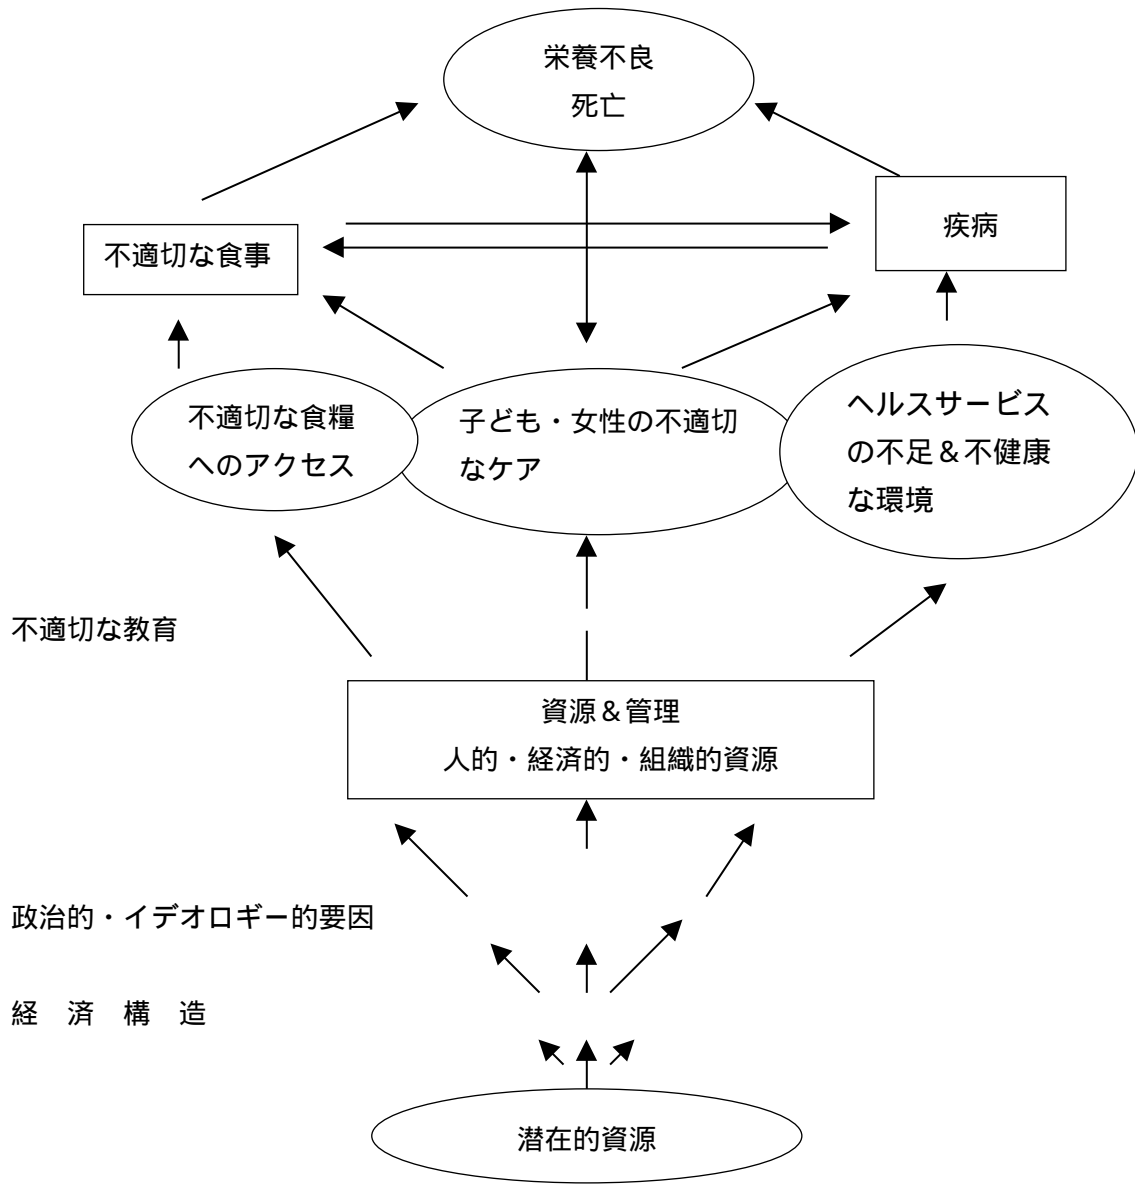 栄養不良
死亡
疾病
不適切な食事
不適切な食糧
へのアクセス
子ども・女性の不適切
なケア
ヘルスサービス
の不足＆不健康
な環境
不適切な教育
資源＆管理
人的・経済的・組織的資源
政治的・イデオロギー的要因
経　済　構　造
潜在的資源